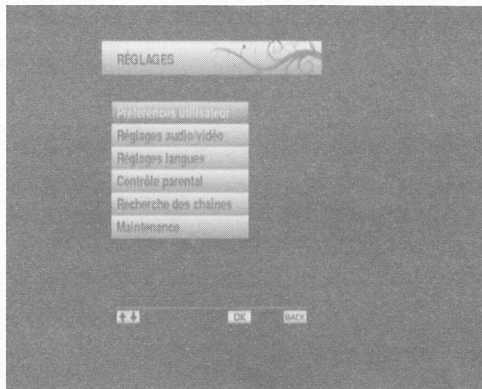 RÉGLAGES
Préférences utilisateur
Réglages audio/vidéo
Réglages langues
Contrôle parental
Recherche des chaînes
Maintenance
OK BACK